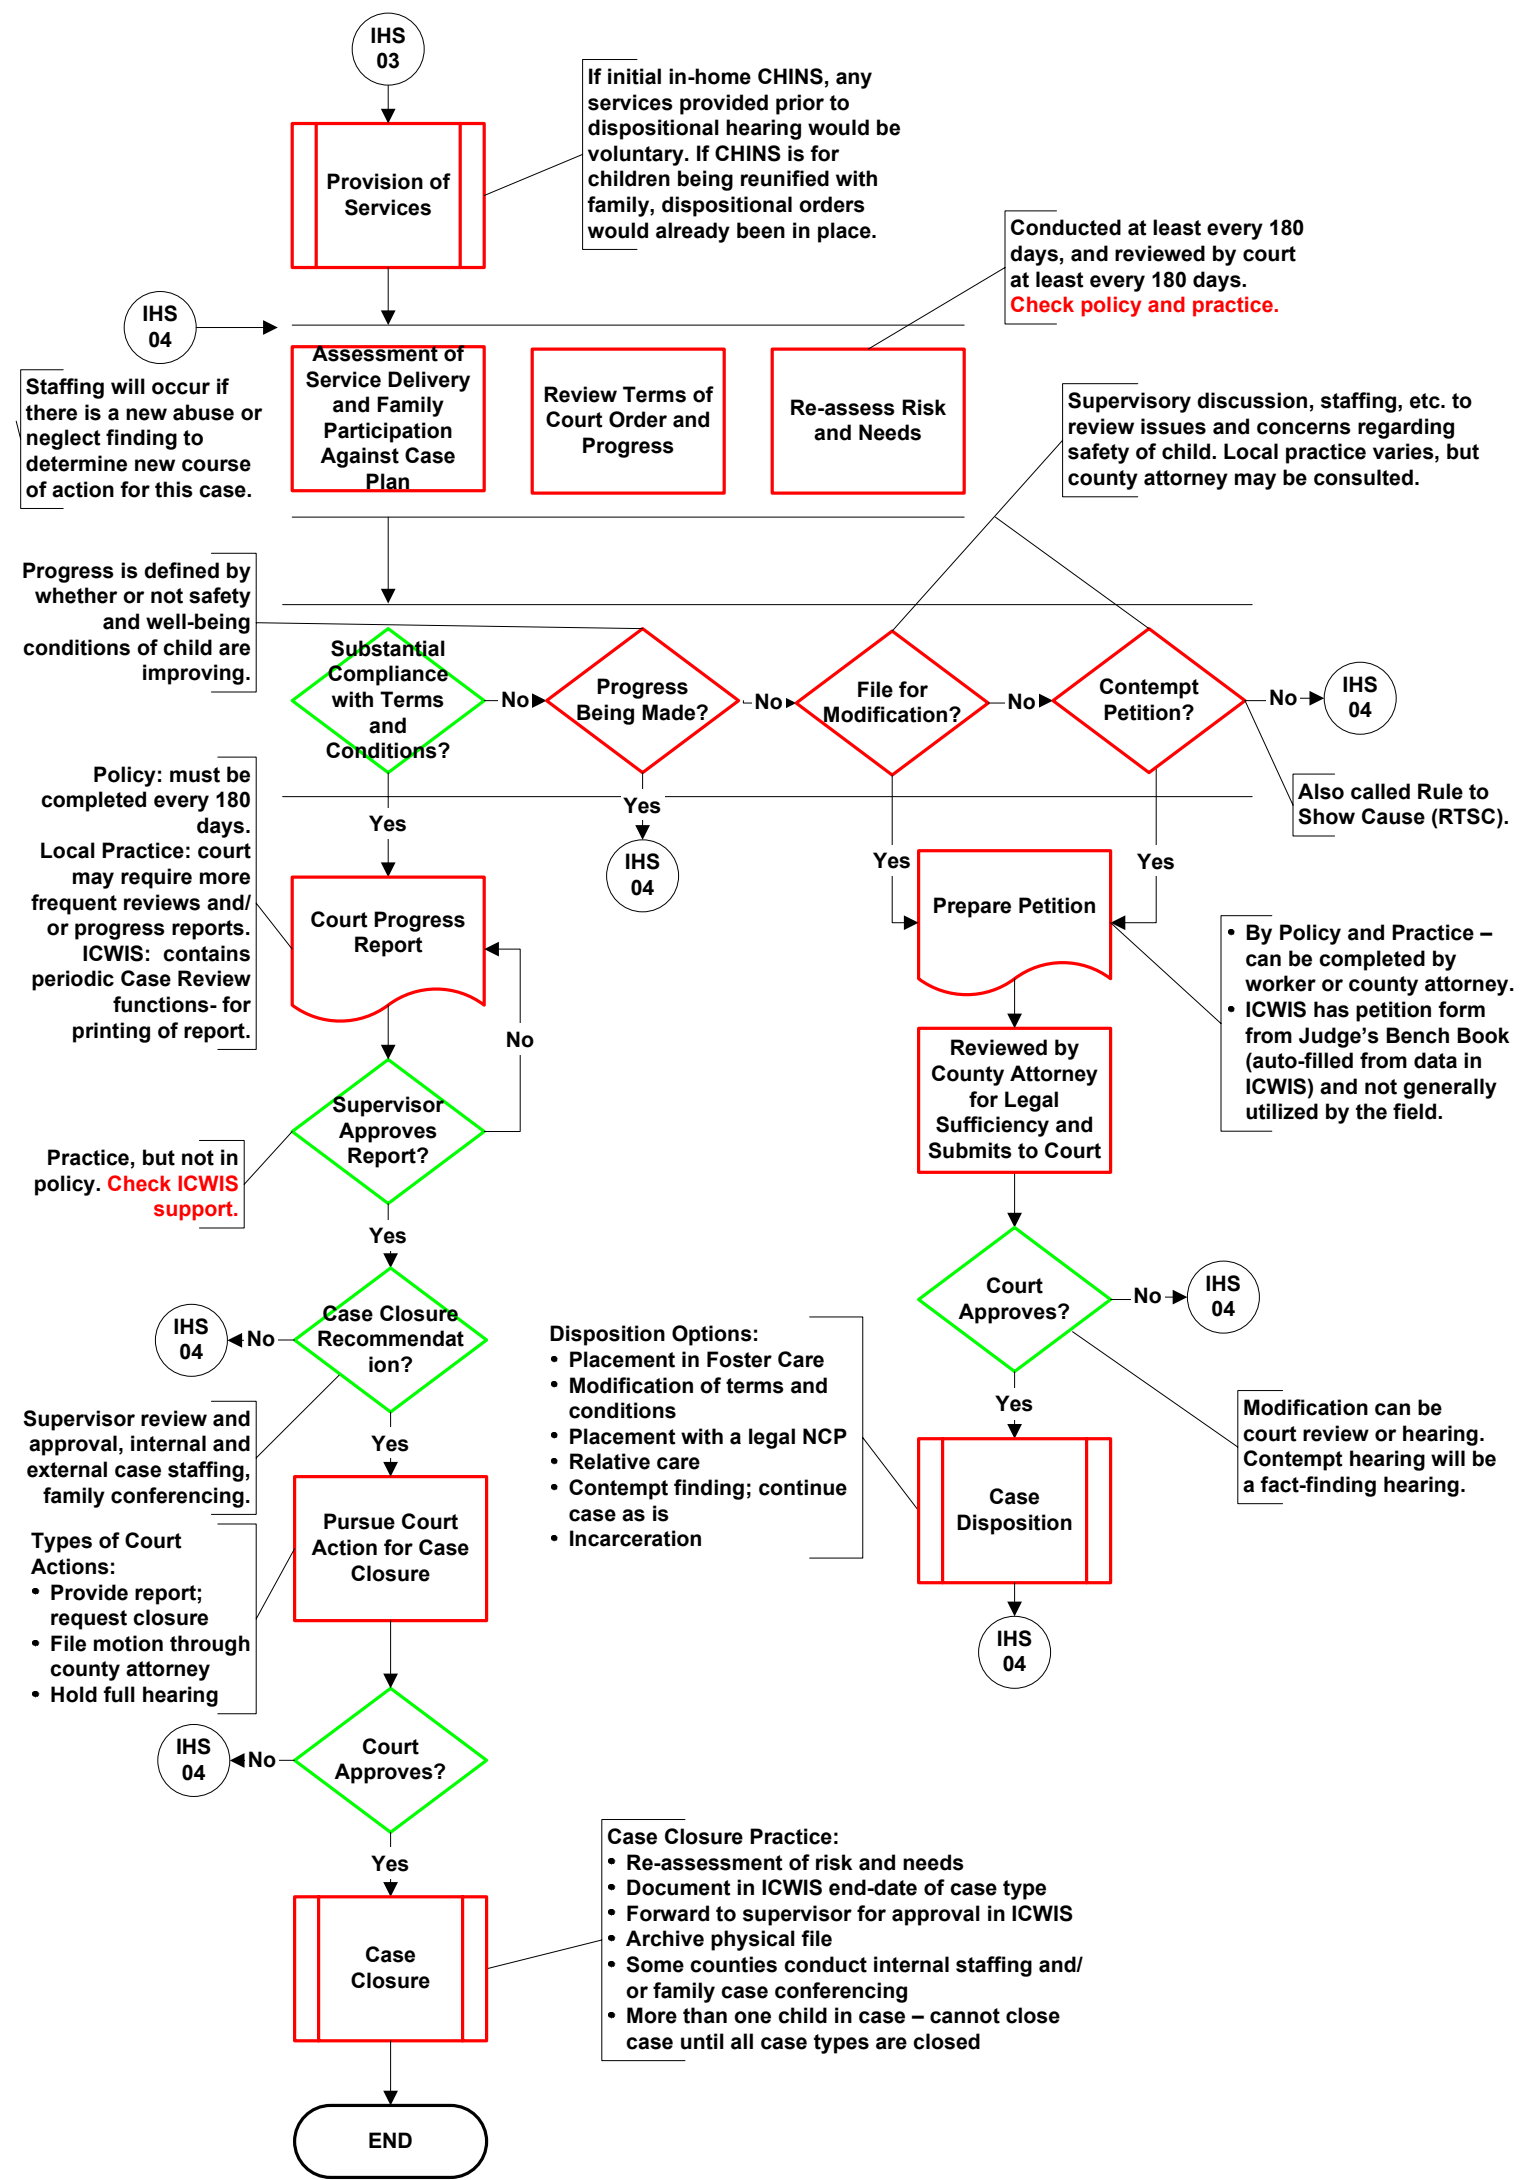 IHS
03
If initial in-home CHINS, any
services provided prior to
dispositional hearing would be
voluntary. If CHINS is for
children being reunified with
family, dispositional orders
would already been in place.
Provision of
Services
Conducted at least every 180
days, and reviewed by court
at least every 180 days.
Check policy and practice.
IHS
04
Staffing will occur if
there is a new abuse or
neglect finding to
determine new course
of action for this case.
Assessment of
Service Delivery
and Family
Participation
Against Case
Plan
Review Terms of
Court Order and
Progress
Re-assess Risk
and Needs
Supervisory discussion, staffing, etc. to
review issues and concerns regarding
safety of child. Local practice varies, but
county attorney may be consulted.
Progress is defined by
whether or not safety
and well-being
conditions of child are
improving.
Substantial
Compliance
with Terms
and
Conditions?
No
Progress
Being Made?
No
File for
Modification?
No
Contempt
Petition?
No
IHS
04
Also called Rule to
Show Cause (RTSC).
Yes
Yes
IHS
04
Yes
Yes
Policy: must be
completed every 180
days.
Local Practice: court
may require more
frequent reviews and/
or progress reports.
ICWIS:  contains
periodic Case Review
functions- for
printing of report.
Court Progress
Report
No
Prepare Petition
• By Policy and Practice –
can be completed by
worker or county attorney.
• ICWIS has petition form
from Judge's Bench Book
(auto-filled from data in
ICWIS) and not generally
utilized by the field.
Reviewed by
County Attorney
for Legal
Sufficiency and
Submits to Court
Supervisor
Approves
Report?
Practice, but not in
policy. Check ICWIS
support.
Yes
Court
Approves?
No
IHS
04
Case Closure
Recommendat
ion?
No
IHS
04
Disposition Options:
• Placement in Foster Care
• Modification of terms and
conditions
• Placement with a legal NCP
• Relative care
• Contempt finding; continue
case as is
• Incarceration
Yes
Modification can be
court review or hearing.
Contempt hearing will be
a fact-finding hearing.
Supervisor review and
approval, internal and
external case staffing,
family conferencing.
Yes
Case
Disposition
Pursue Court
Action for Case
Closure
Types of Court
Actions:
• Provide report;
request closure
• File motion through
county attorney
• Hold full hearing
IHS
04
Court
Approves?
No
IHS
04
Yes
Case Closure Practice:
• Re-assessment of risk and needs
• Document in ICWIS end-date of case type
• Forward to supervisor for approval in ICWIS
• Archive physical file
• Some counties conduct internal staffing and/
or family case conferencing
• More than one child in case – cannot close
case until all case types are closed
Case
Closure
END